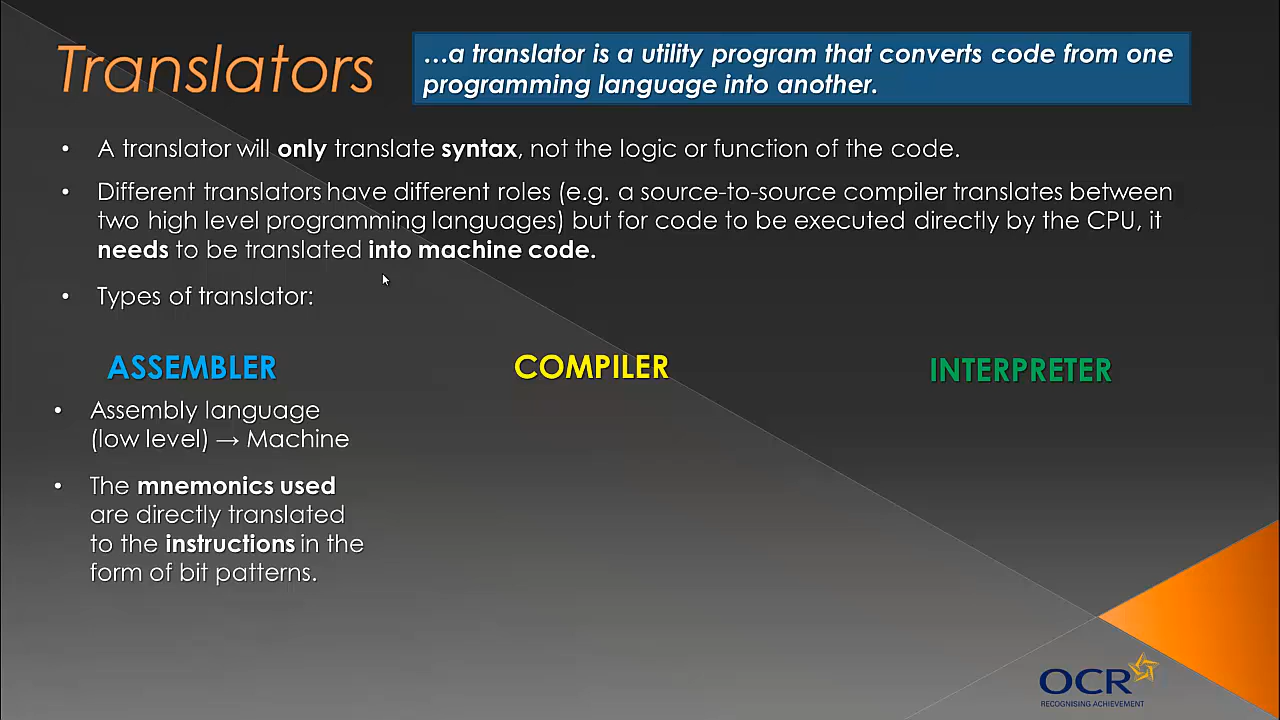 Translators
...a translator is a utility program that converts code from one
programming language into another.
• A translator will only translate syntax, not the logic or function of the code.
• Different translators have different roles (e.g. a source-to-source compiler translates between
two high level programming languages) but for code to be executed directly by the CPU, it
needs to be translated into machine code.
• Types of translator:
ASSEMBLER
• Assembly language
(low level) → Machine
• The mnemonics used
are directly translated
to the instructions in the
form of bit patterns.
COMPILER
INTERPRETER
OCR
RECOGNISING ACHIEVEMENT